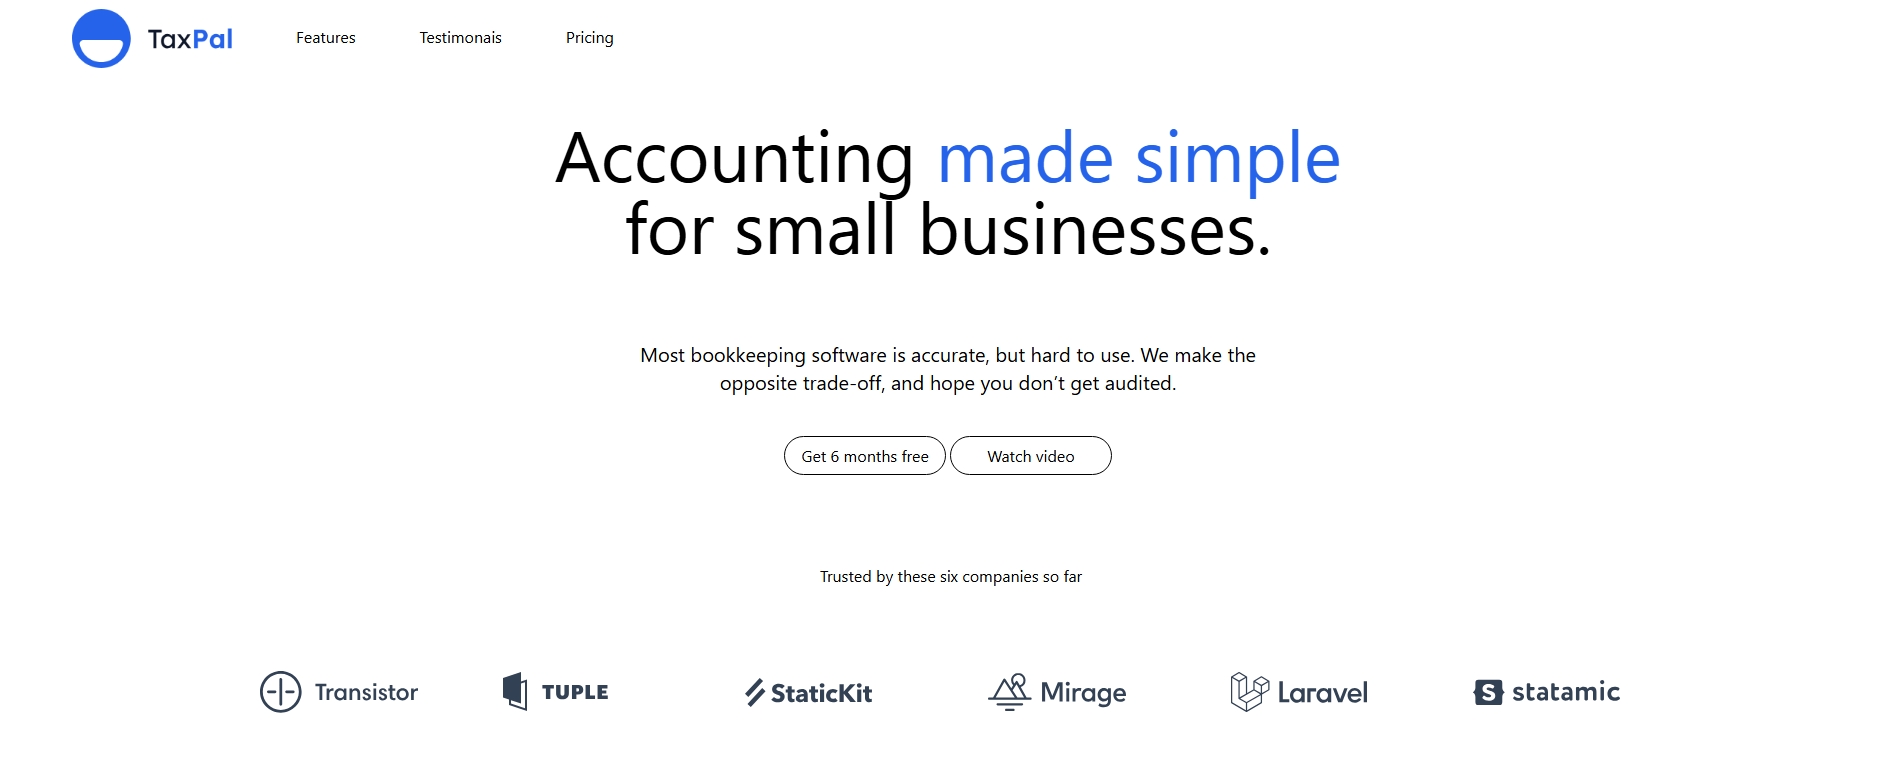 TaxPal Features Testimonais Pricing
Accounting made simple
for small businesses.
Most bookkeeping software is accurate, but hard to use. We make the
opposite trade-off, and hope you don’t get audited.
Get 6 months free Watch video
Trusted by these six companies so far
Transistor TUPLE StaticKit Mirage Laravel S statamic